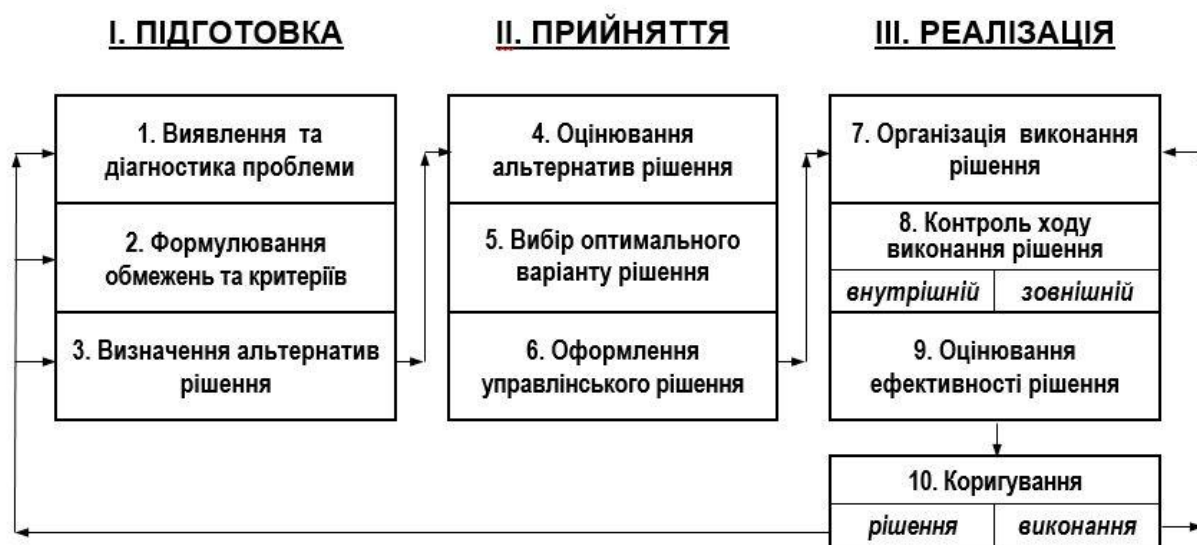 І. ПІДГОТОВКА
ІІ. ПРИЙНЯТТЯ
ІІІ. РЕАЛІЗАЦІЯ
1. Виявлення та
діагностика проблеми
2. Формулювання
обмежень та критеріїв
3. Визначення альтернатив
рішення
4. Оцінювання
альтернатив рішення
5. Вибір оптимального
варіанту рішення
6. Оформлення
управлінського рішення
7. Організація виконання
рішення
8. Контроль ходу
виконання рішення
внутрішній
зовнішній
9. Оцінювання
ефективності рішення
10. Коригування
рішення
виконання